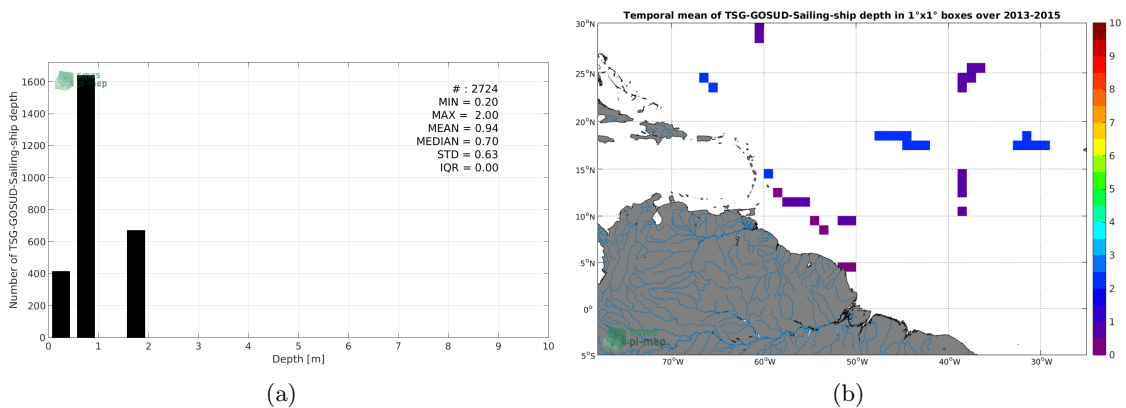 Temporal mean of TSG-GOSUD-Sailing-ship depth in 1°x1° boxes over 2013-2015
Number of TSG-GOSUD-Sailing-ship depth
1600
1400
1200
1000
800
600
400
200
0
# : 2724
MIN = 0.20
MAX = 2.00
MEAN = 0.94
MEDIAN = 0.70
STD = 0.63
IQR = 0.00
0 1 2 3 4 5 6 7 8 9 10
Depth [m]
(a)
30°N
25°N
20°N
15°N
10°N
5°N
0°
5°S
70°W 60°W 50°W 40°W 30°W
pi-mep
10
9
8
7
6
5
4
3
2
1
0
(b)